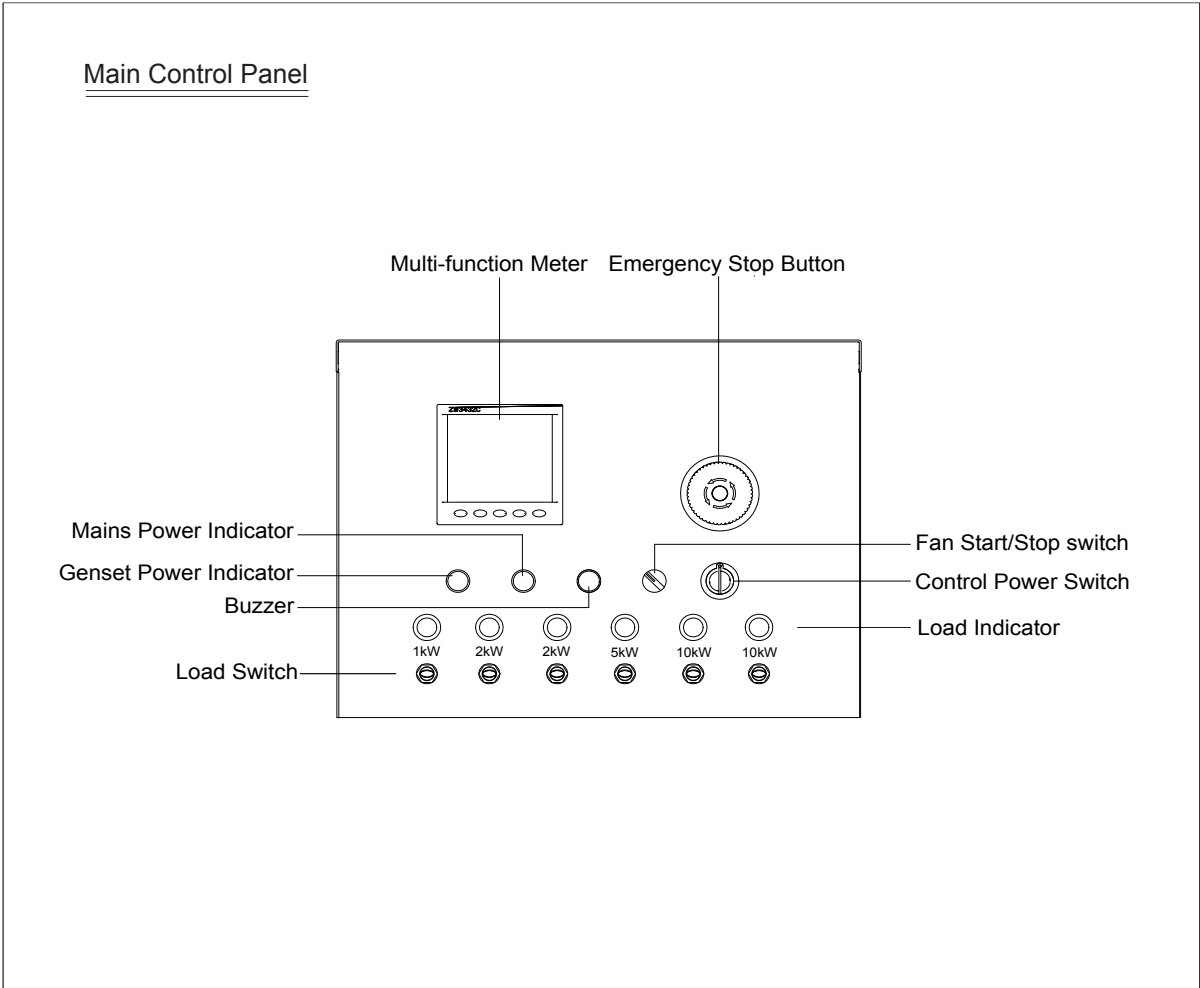 Main Control Panel
Multi-function Meter Emergency Stop Button
ZW3432C
Mains Power Indicator
Fan Start/Stop switch
Genset Power Indicator
Control Power Switch
Buzzer
Load Indicator
1kW 2kW 2kW 5kW 10kW 10kW
Load Switch